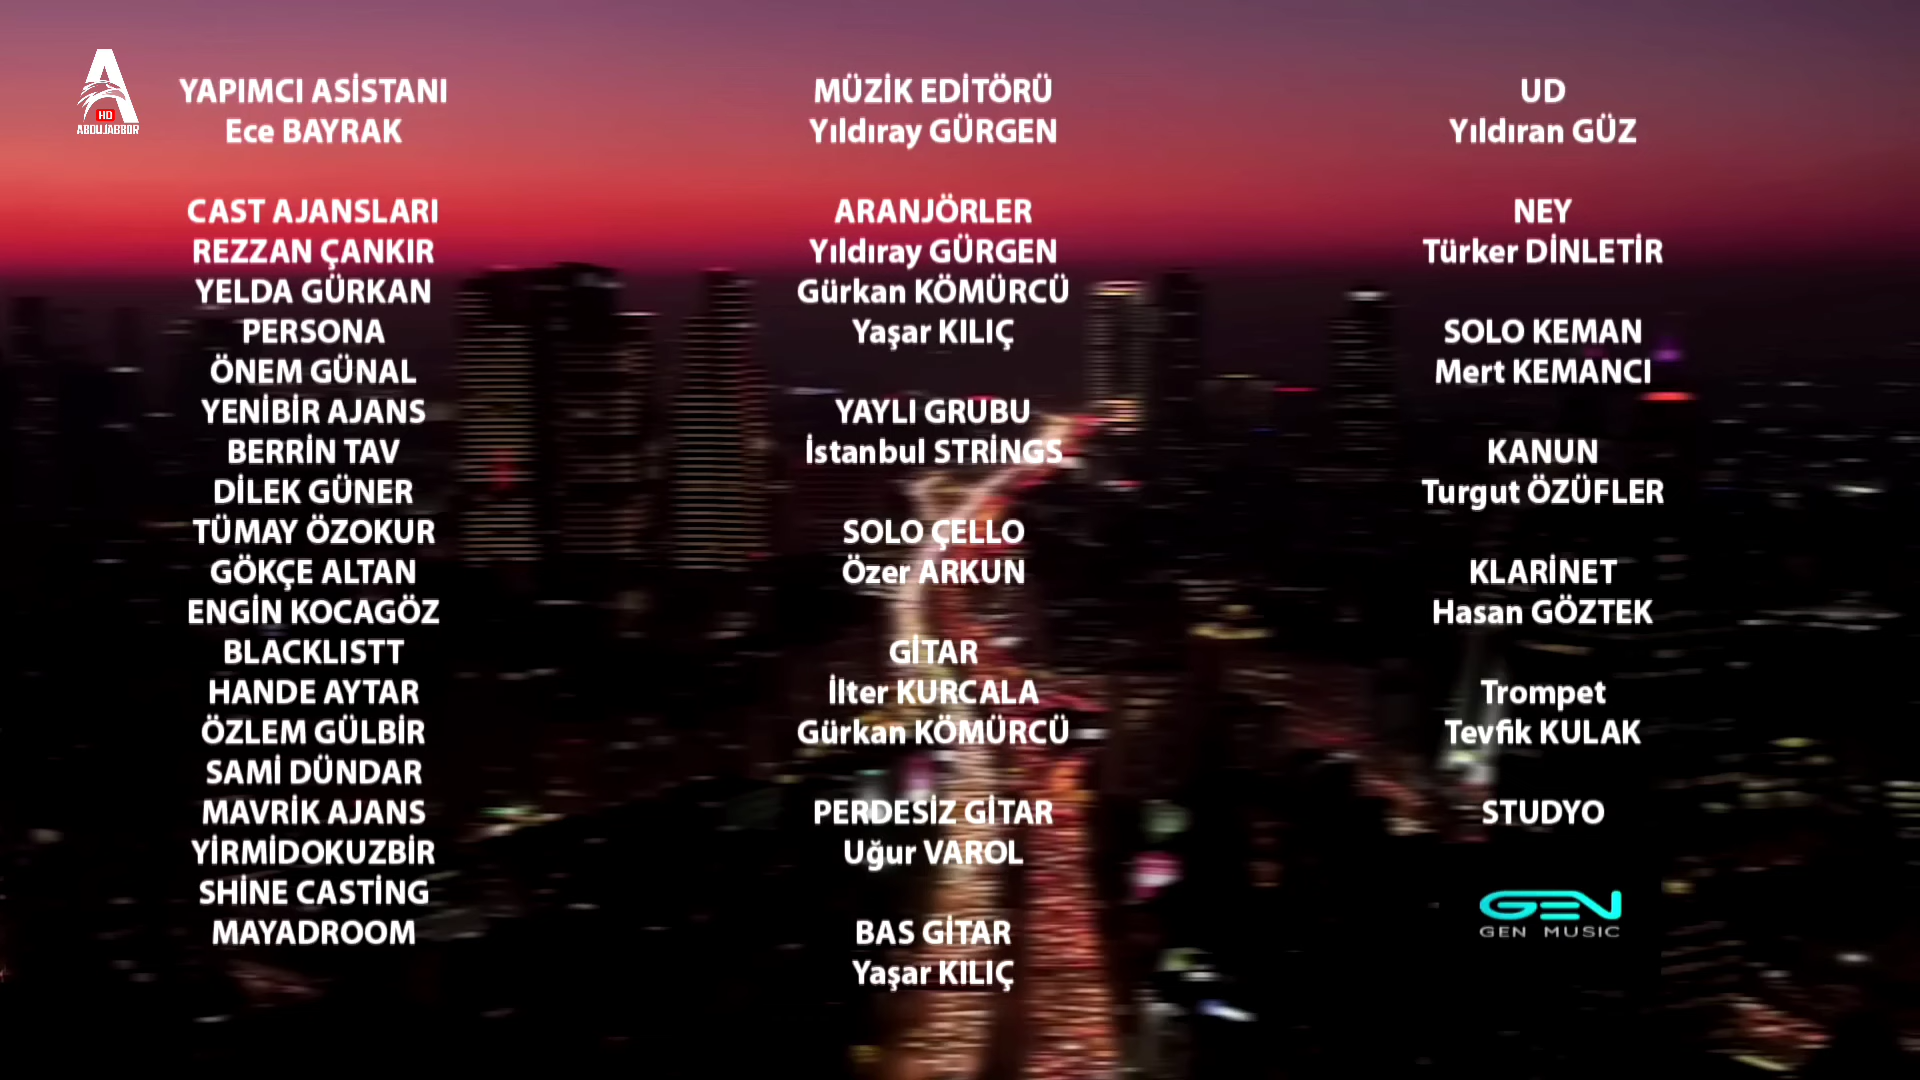 HD
ABDUJABBOR
YAPIMCI ASİSTANI
Ece BAYRAK
CAST AJANSLARI
REZZAN ÇANKIR
YELDA GÜRKAN
PERSONA
ÖNEM GÜNAL
YENİBİR AJANS
BERRİN TAV
DİLEK GÜNER
TÜMAY ÖZOKUR
GÖKÇE ALTAN
ENGİN KOCAGÖZ
BLACKLISTT
HANDE AYTAR
ÖZLEM GÜLBİR
SAMİ DÜNDAR
MAVRİK AJANS
YİRMİDOKUZBİR
SHİNE CASTİNG
MAYADROOM
MÜZİK EDİTÖRÜ
Yıldıray GÜRGEN
ARANJÖRLER
Yıldıray GÜRGEN
Gürkan KÖMÜRCÜ
Yaşar KILIÇ
YAYLI GRUBU
İstanbul STRİNGS
SOLO ÇELLO
Özer ARKUN
GİTAR
İlter KURCALA
Gürkan KÖMÜRCÜ
PERDESİZ GİTAR
Uğur VAROL
BAS GİTAR
Yaşar KILIÇ
UD
Yıldıran GÜZ
NEY
Türker DİNLETİR
SOLO KEMAN
Mert KEMANCI
KANUN
Turgut ÖZÜFLER
KLARİNET
Hasan GÖZTEK
Trompet
Tevfik KULAK
STUDYO
GEN
GEN MUSIC